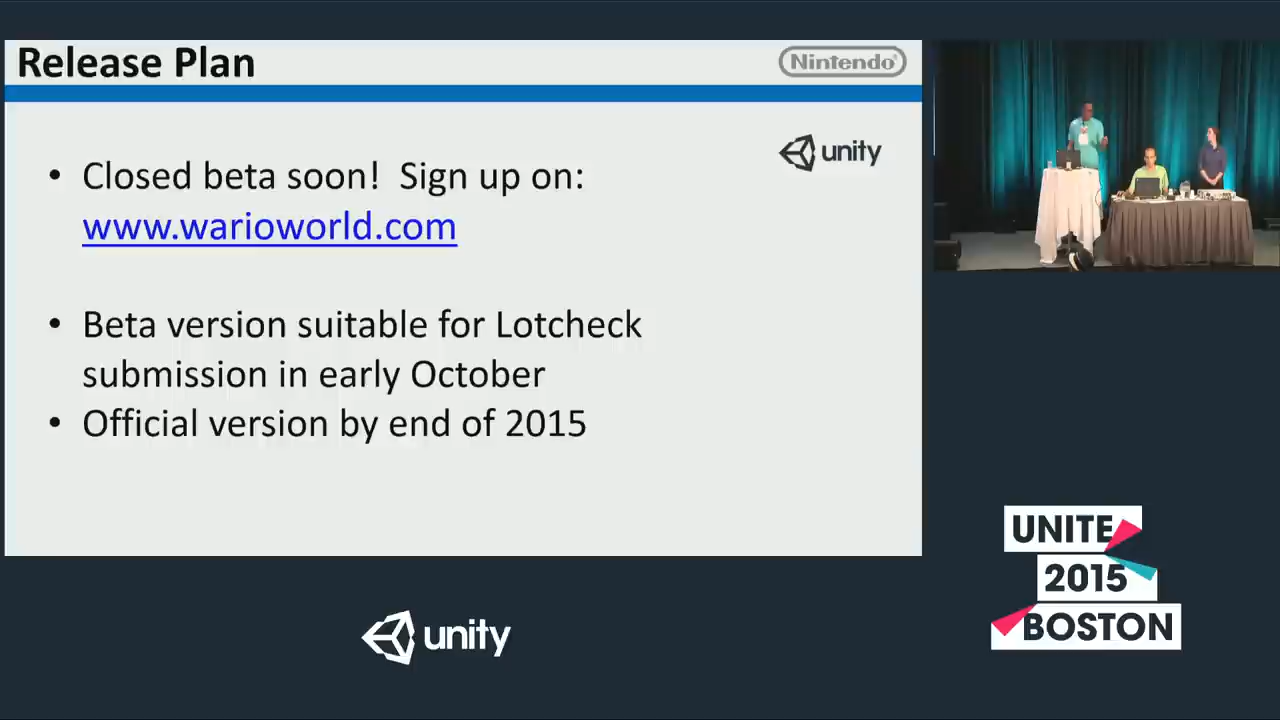 Release Plan
Nintendo
unity
• Closed beta soon!  Sign up on:
www.warioworld.com
• Beta version suitable for Lotcheck
submission in early October
• Official version by end of 2015
unity
UNITE
2015
BOSTON